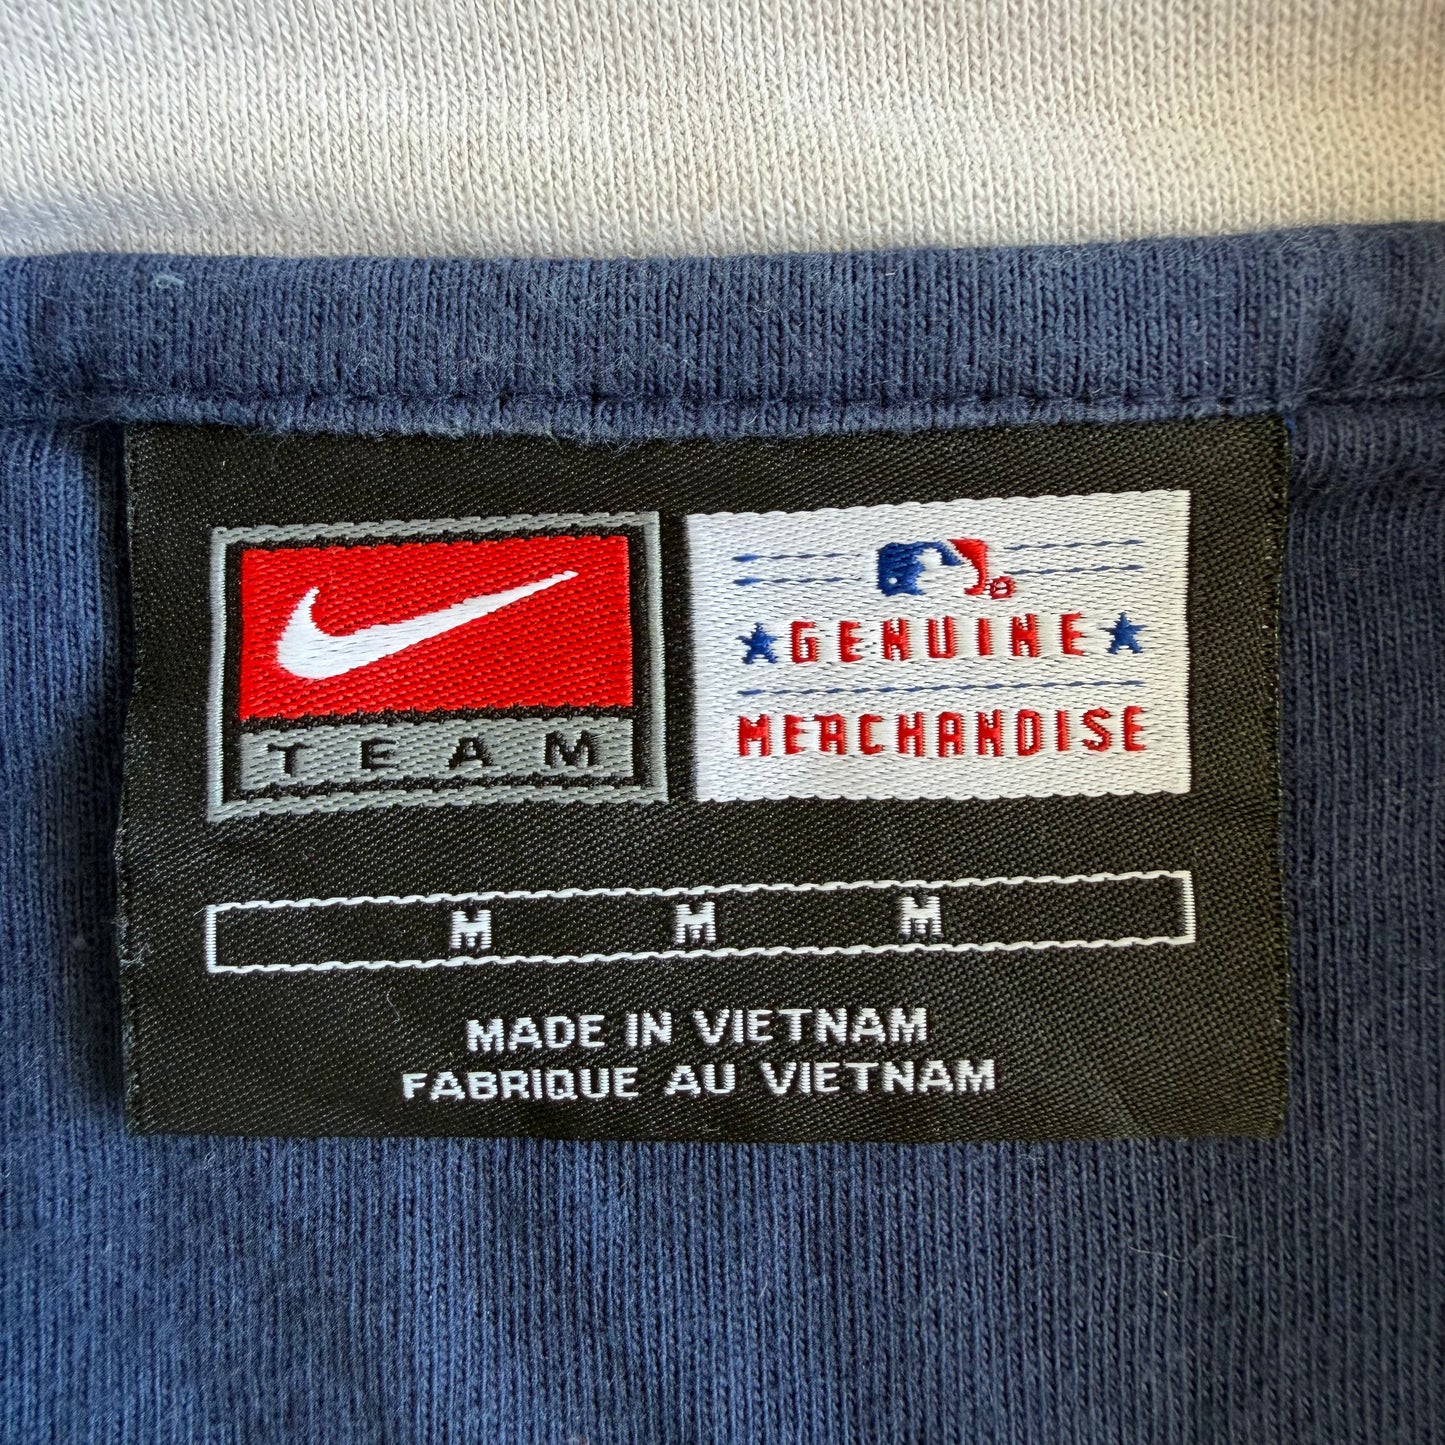 TEAM
GENUINE
MERCHANDISE
M M M
MADE IN VIETNAM
FABRIQUE AU VIETNAM